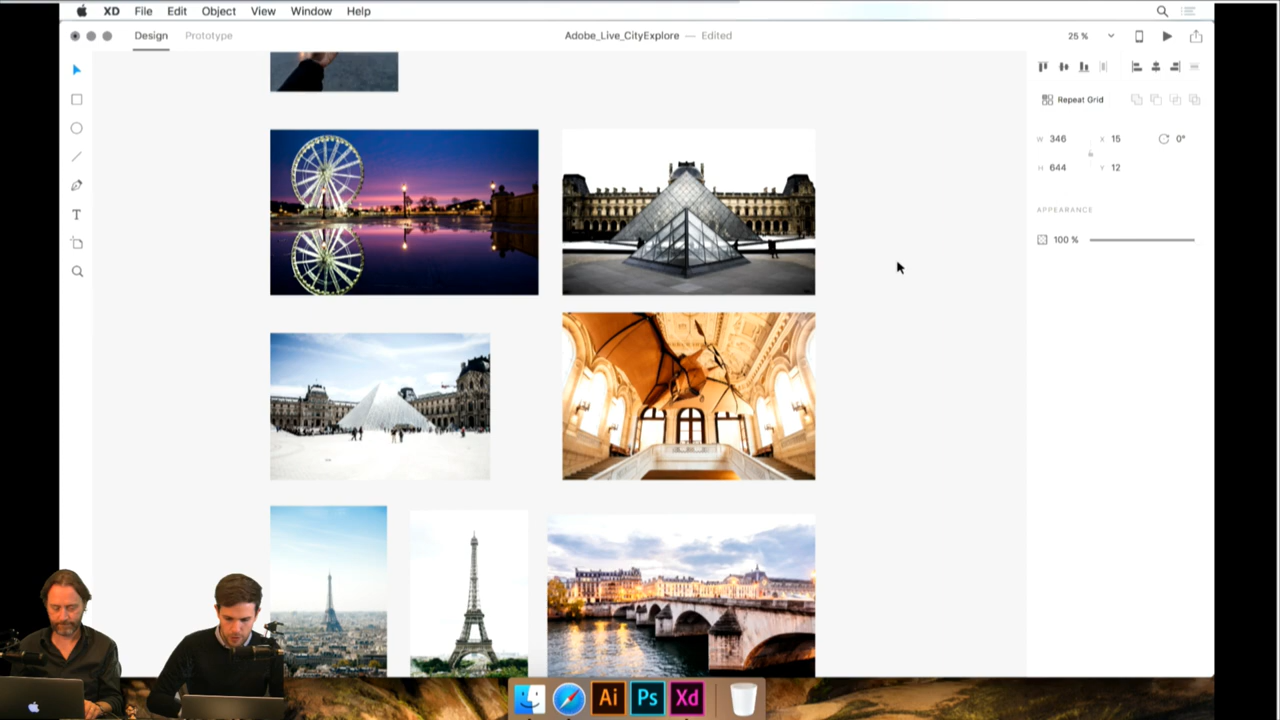 XD File Edit Object View Window Help
Design Prototype Adobe_Live_CityExplore — Edited 25 %
Repeat Grid
W 346 X 15 0°
H 644 Y 12
APPEARANCE
100 %
T
Ai Ps Xd